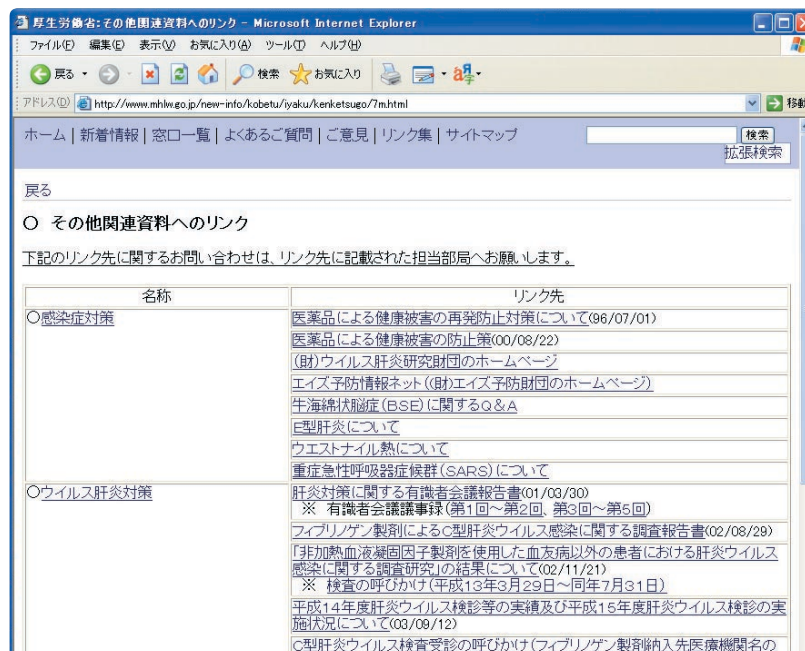 厚生労働省:その他関連資料へのリンク - Microsoft Internet Explorer
ファイル(F) 編集(E) 表示(V) お気に入り(A) ツール(T) ヘルプ(H)
戻る 検索 お気に入り
アドレス(D) http://www.mhlw.go.jp/new-info/kobetu/iyaku/kenketsugo/7m.html 移動
ホーム | 新着情報 | 窓口一覧 | よくあるご質問 | ご意見 | リンク集 | サイトマップ 検索
拡張検索
戻る
○ その他関連資料へのリンク
下記のリンク先に関するお問い合わせは、リンク先に記載された担当部局へお願いします。
名称 リンク先
○感染症対策 医薬品による健康被害の再発防止対策について(96/07/01)
医薬品による健康被害の防止策(00/08/22)
(財)ウイルス肝炎研究財団のホームページ
エイズ予防情報ネット((財)エイズ予防財団のホームページ)
牛海綿状脳症(BSE)に関するQ&A
E型肝炎について
ウエストナイル熱について
重症急性呼吸器症候群(SARS)について
○ウイルス肝炎対策 肝炎対策に関する有識者会議報告書(01/03/30)
※ 有識者会議議事録(第1回~第2回、第3回~第5回)
フィブリノゲン製剤によるC型肝炎ウイルス感染に関する調査報告書(02/08/29)
「非加熱血液凝固因子製剤を使用した血友病以外の患者における肝炎ウイルス
感染に関する調査研究」の結果について(02/11/21)
※ 検査の呼びかけ(平成13年3月29日~同年7月31日)
平成14年度肝炎ウイルス検診等の実績及び平成15年度肝炎ウイルス検診の実
施状況について(03/09/12)
C型肝炎ウイルス検査受診の呼びかけ(フィブリノゲン製剤納入先医療機関名の